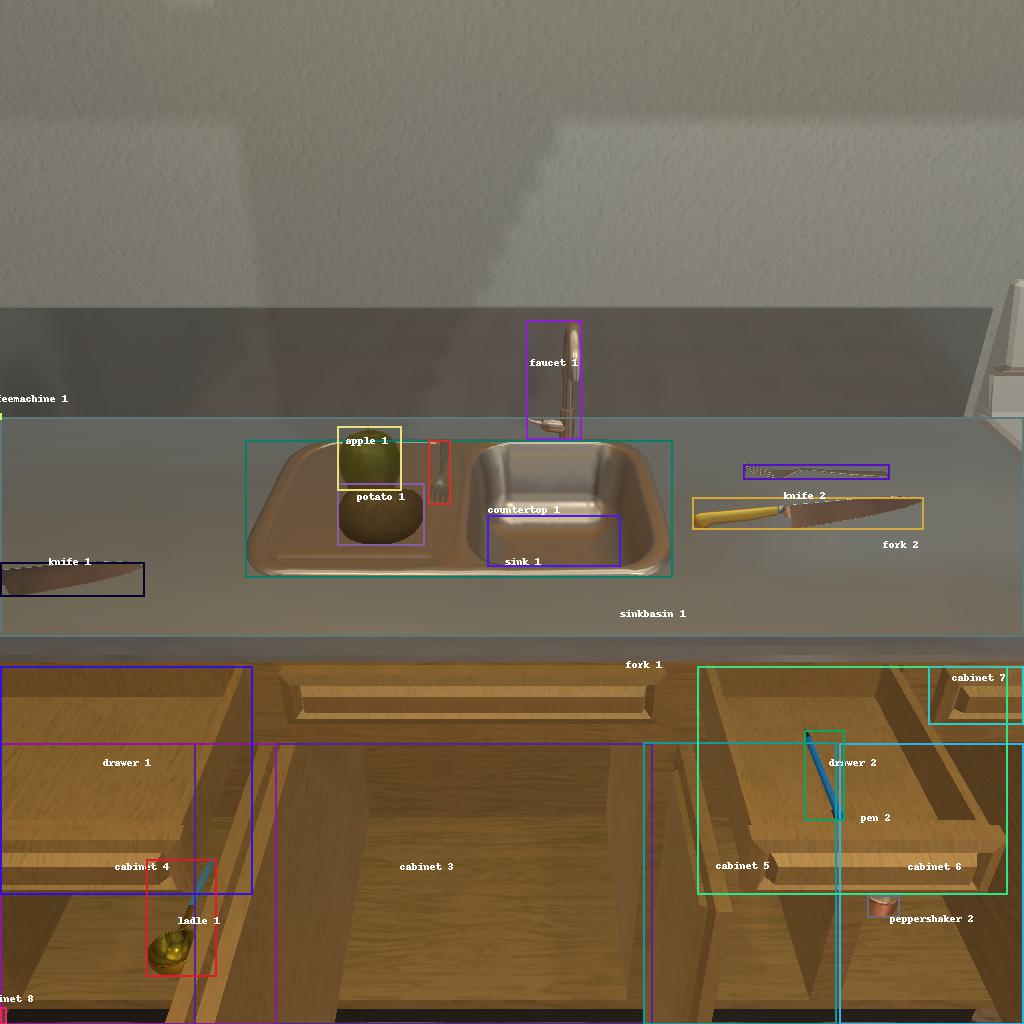 faucet 1
feemachine 1
apple 1
potato 1
knife 2
countertop 1
fork 2
knife 1
sink 1
sinkbasin 1
fork 1
cabinet 7
drawer 1
drawer 2
pen 2
cabinet 4
cabinet 3
cabinet 5
cabinet 6
ladle 1
peppershaker 2
inet 8